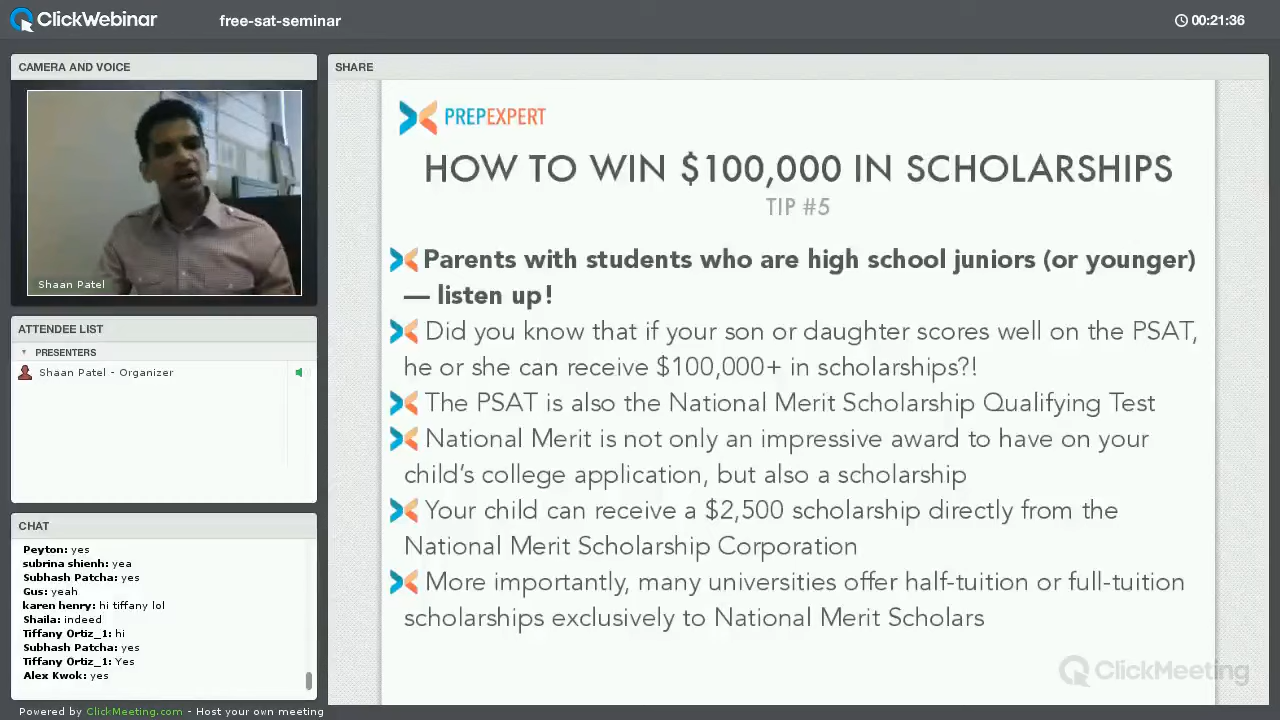 ClickWebinar
free-sat-seminar
00:21:36
CAMERA AND VOICE
Shaan Patel
ATTENDEE LIST
PRESENTERS
Shaan Patel - Organizer
CHAT
Peyton: yes
subrina shienh: yea
Subhash Patcha: yes
Gus: yeah
karen henry: hi tiffany lol
Shaila: indeed
Tiffany Ortiz_1: hi
Subhash Patcha: yes
Tiffany Ortiz_1: Yes
Alex Kwok: yes
Powered by ClickMeeting.com - Host your own meeting
SHARE
PREPEXPERT
HOW TO WIN $100,000 IN SCHOLARSHIPS
TIP #5
Parents with students who are high school juniors (or younger)
— listen up!
Did you know that if your son or daughter scores well on the PSAT,
he or she can receive $100,000+ in scholarships?!
The PSAT is also the National Merit Scholarship Qualifying Test
National Merit is not only an impressive award to have on your
child's college application, but also a scholarship
Your child can receive a $2,500 scholarship directly from the
National Merit Scholarship Corporation
More importantly, many universities offer half-tuition or full-tuition
scholarships exclusively to National Merit Scholars
ClickMeeting